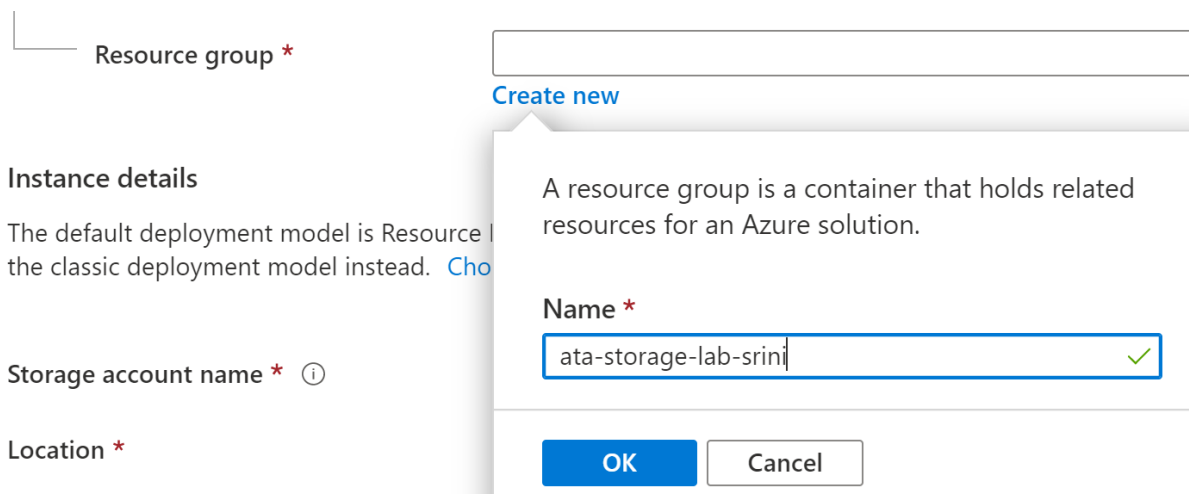 Resource group *
Create new
A resource group is a container that holds related
resources for an Azure solution.
Name *
ata-storage-lab-srini
OK
Cancel
Instance details
The default deployment model is Resource
the classic deployment model instead. Cho
Storage account name *
Location *